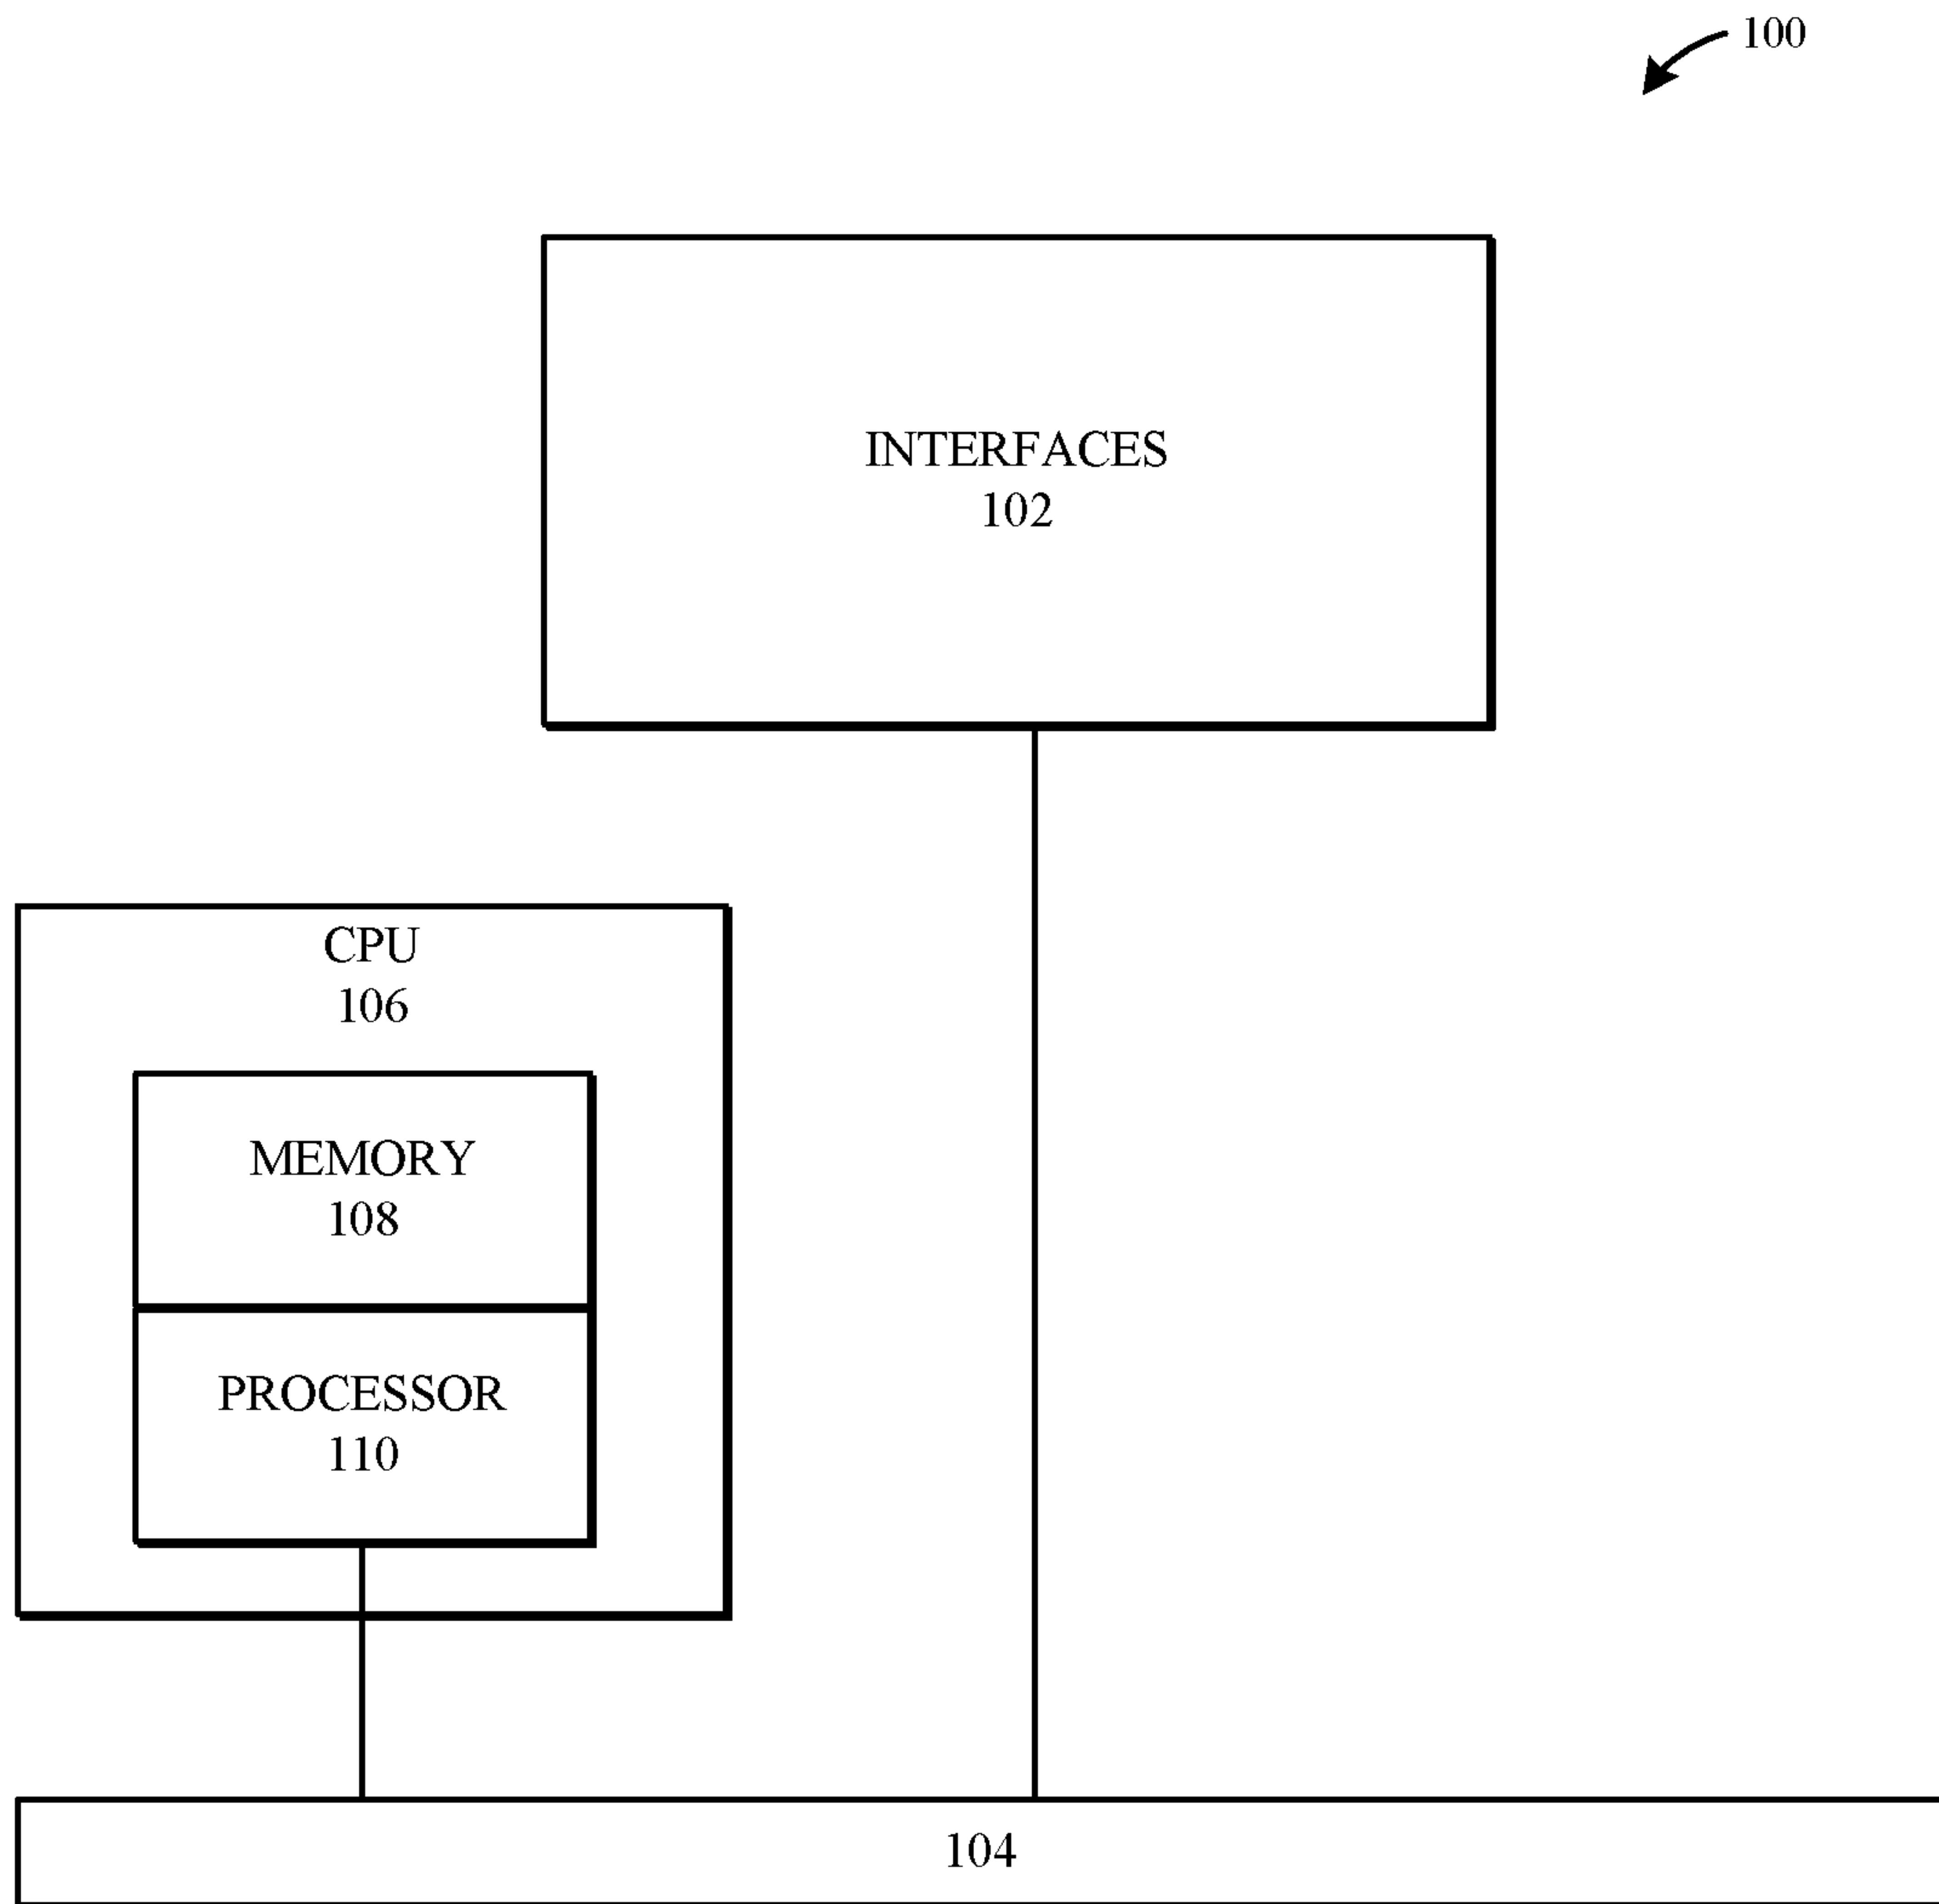 100
INTERFACES
102
CPU
106
MEMORY
108
PROCESSOR
110
104